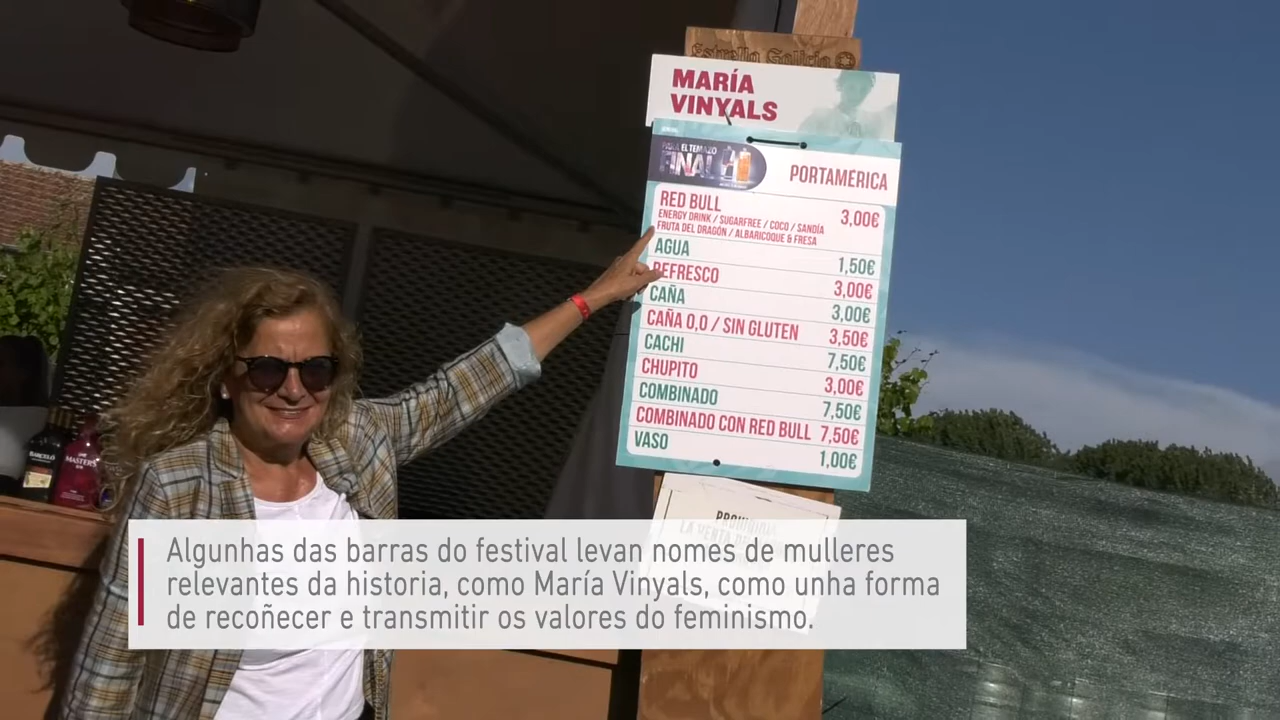 Estrella Galicia
MARÍA
VINYALS
EL TEMAZO
FINAL
PORTAMERICA
RED BULL 3,00€
ENERGY DRINK / SUGARFREE / COCO / SANDÍA
FRUTA DEL DRAGÓN / ALBARICOQUE & FRESA
AGUA 1,50€
REFRESCO 3,00€
CAÑA 3,00€
CAÑA 0,0 / SIN GLUTEN 3,50€
CACHI 7,50€
CHUPITO 3,00€
COMBINADO 7,50€
COMBINADO CON RED BULL 7,50€
VASO 1,00€
BARCELÓ
MASTER'S
LA VENTA
Algunhas das barras do festival levan nomes de mulleres
relevantes da historia, como María Vinyals, como unha forma
de recoñecer e transmitir os valores do feminismo.